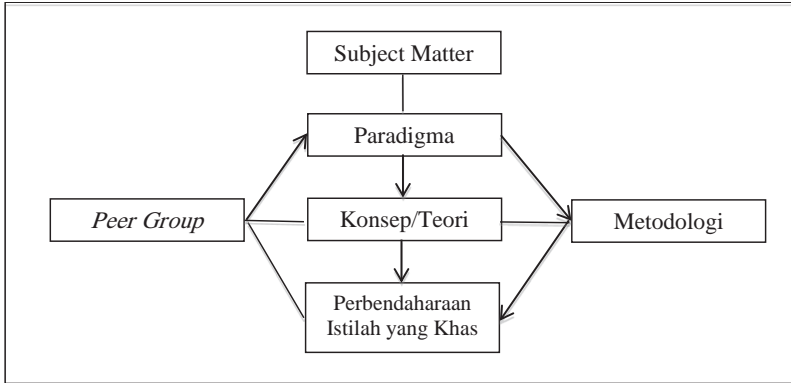 Subject Matter
Paradigma
Peer Group
Konsep/Teori
Metodologi
Perbendaharaan
Istilah yang Khas